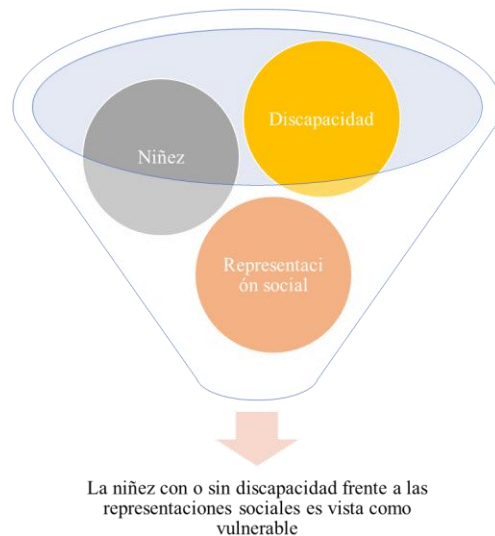 Discapacidad
Niñez
Representaci
ón social
La niñez con o sin discapacidad frente a las
representaciones sociales es vista como
vulnerable